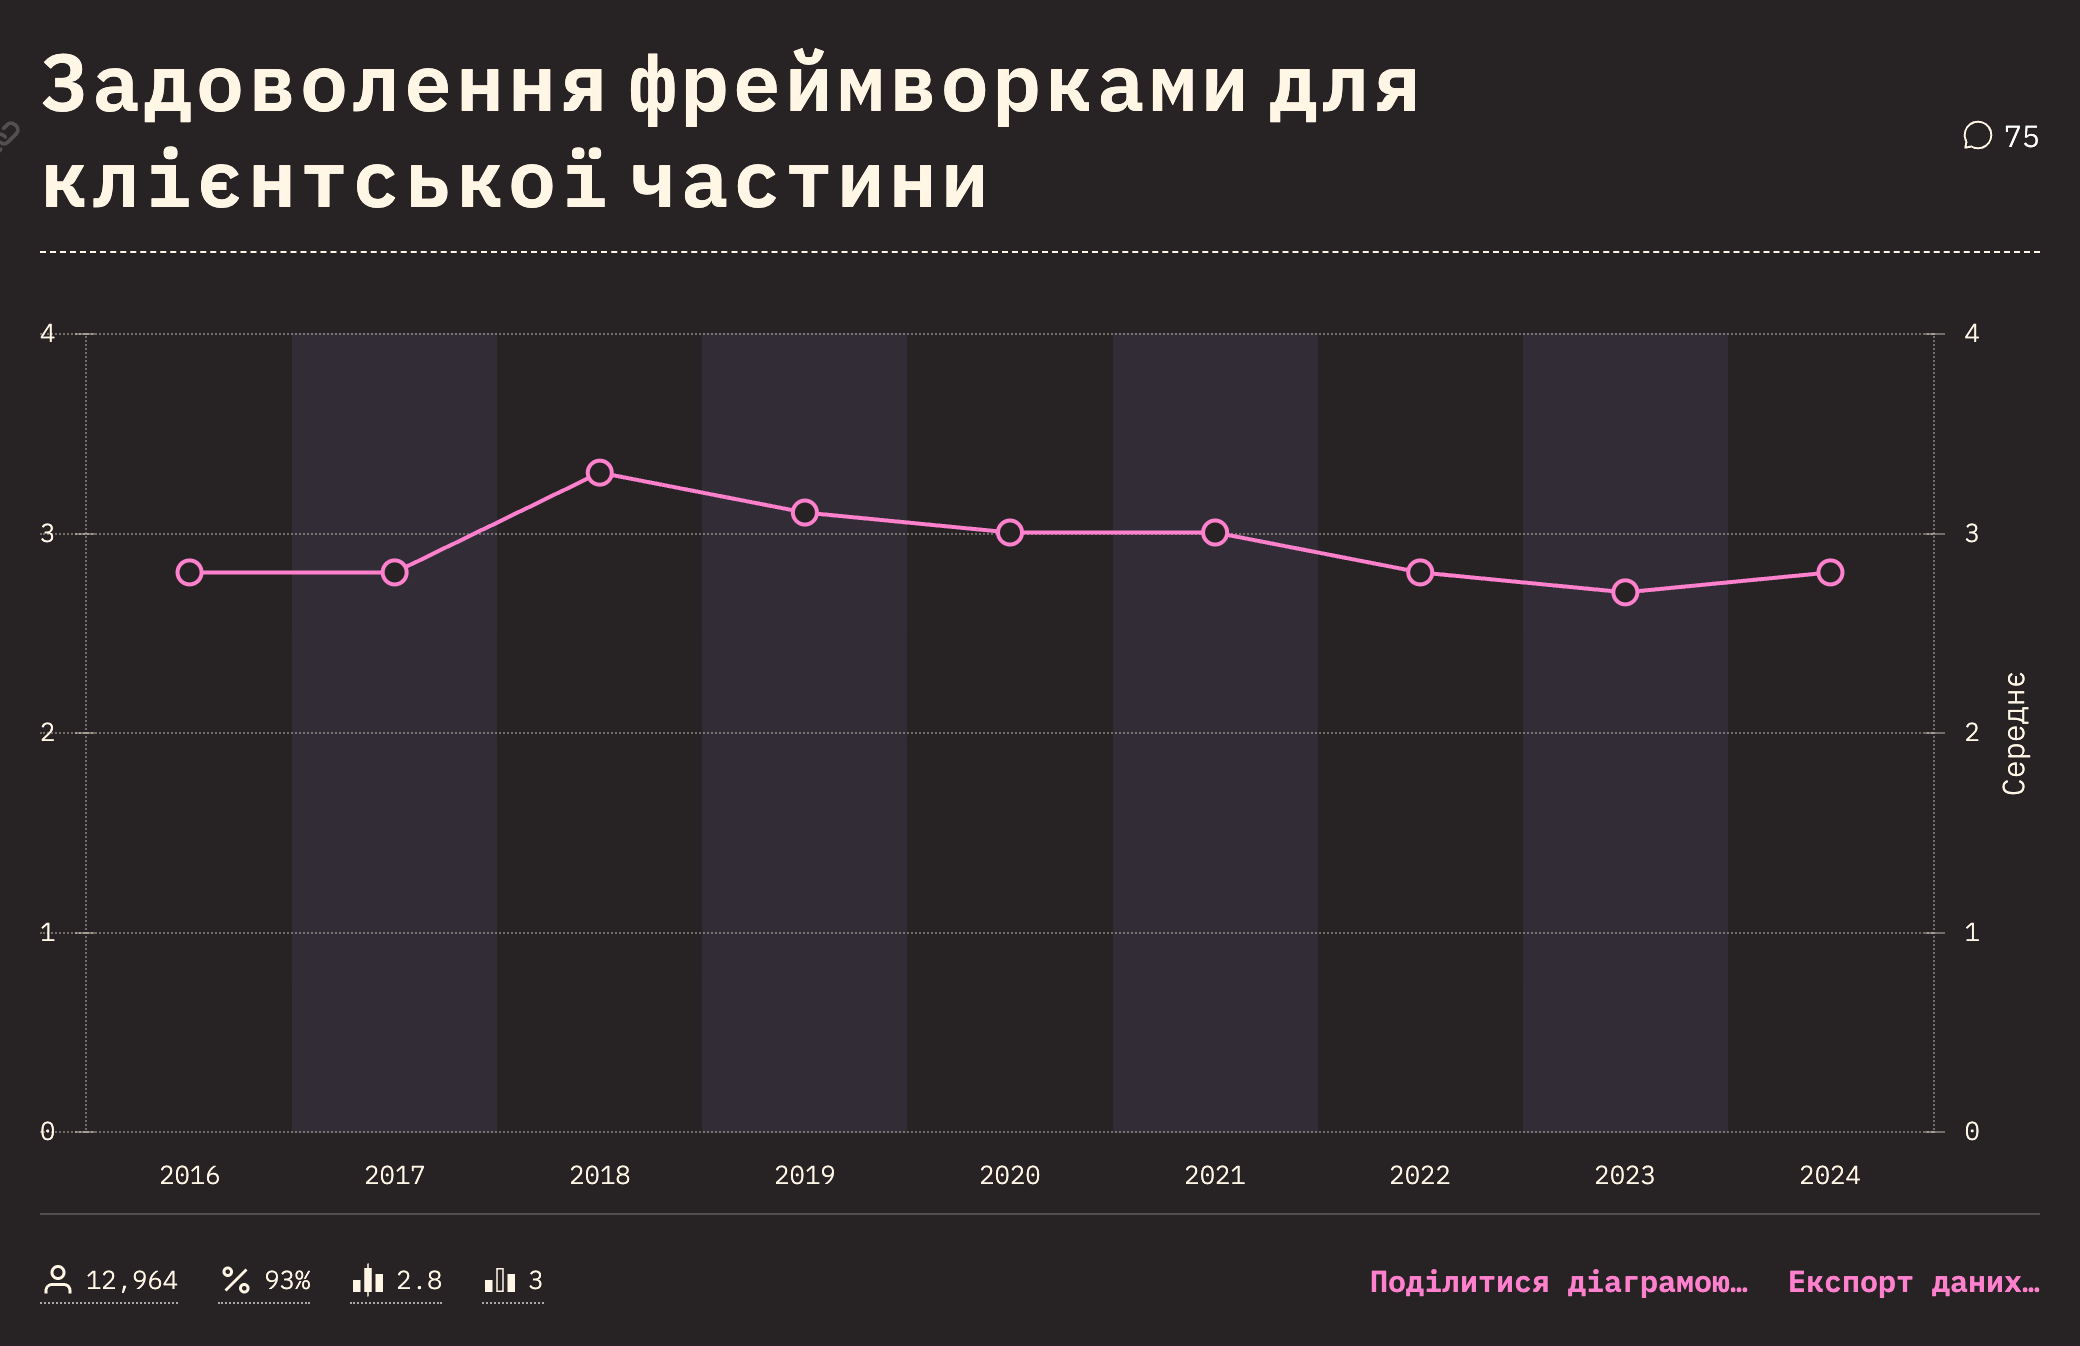 Задоволення фреймворками для
клієнтської частини
75
4
4
3
3
2
2
1
1
0
0
Середнє
2016 2017 2018 2019 2020 2021 2022 2023 2024
12,964 93% 2.8 3
Поділитися діаграмою… Експорт даних…